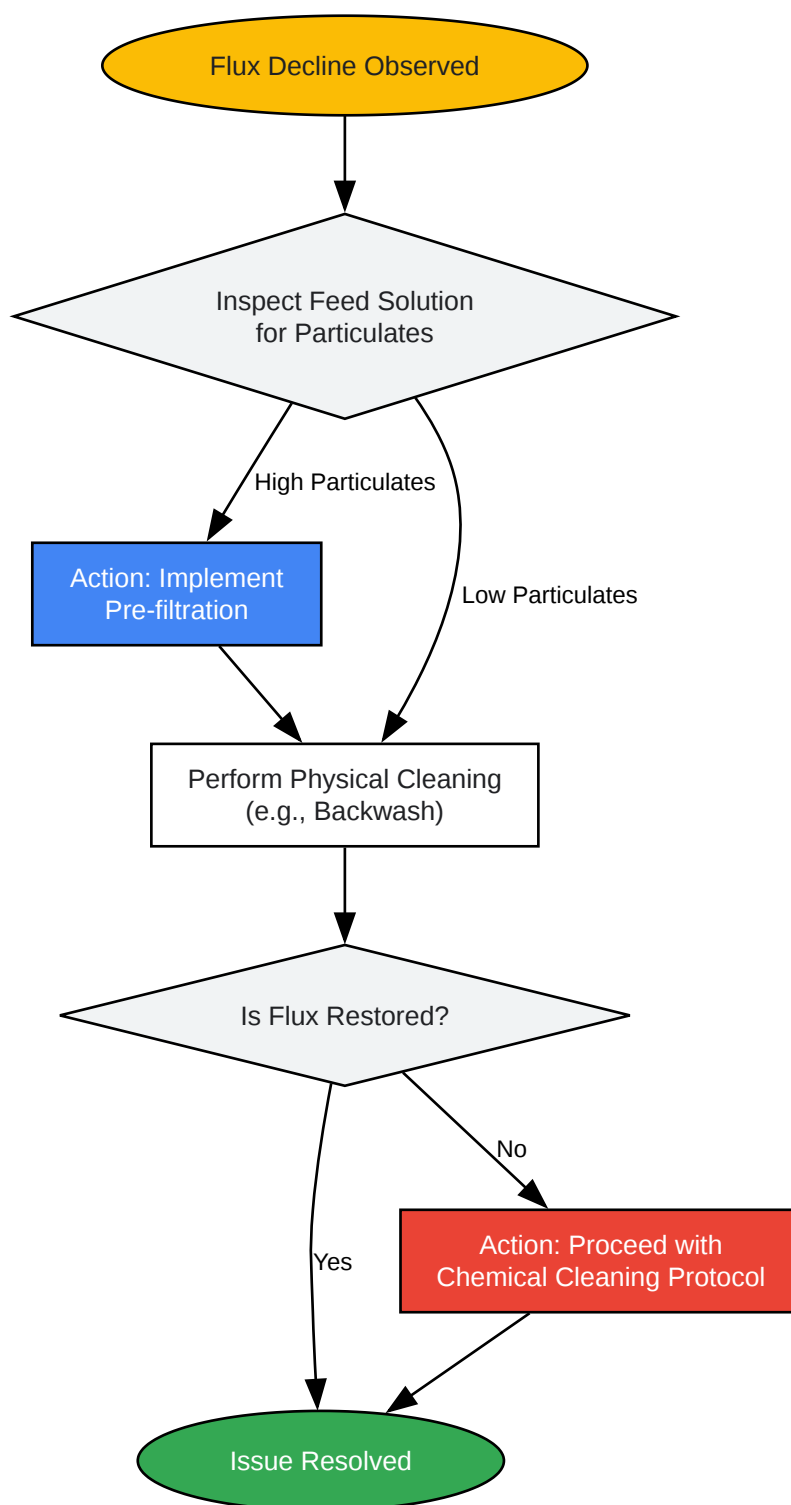 Flux Decline Observed
Inspect Feed Solution
for Particulates
High Particulates
Action: Implement
Pre-filtration
Low Particulates
Perform Physical Cleaning
(e.g., Backwash)
Is Flux Restored?
No
Yes
Action: Proceed with
Chemical Cleaning Protocol
Issue Resolved